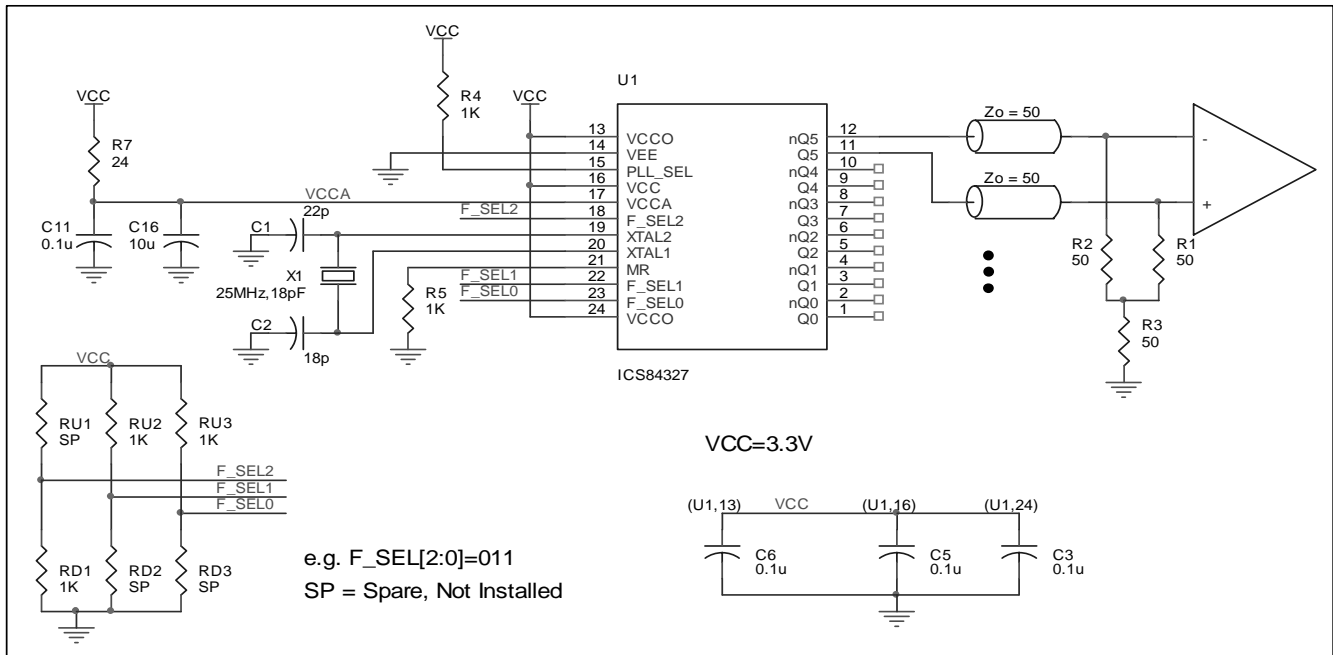 VCC
R4
1K
VCC
R7
24
VCCA
C11
0.1u
C16
10u
VCC
U1
13
14
15
16
17
18
19
20
21
22
23
24
VCCO
VEE
PLL_SEL
VCC
VCCA
F_SEL2
XTAL2
XTAL1
MR
F_SEL1
F_SEL0
VCCO
nQ5
Q5
nQ4
Q4
nQ3
Q3
nQ2
Q2
nQ1
Q1
nQ0
Q0
12
11
10
9
8
7
6
5
4
3
2
1
ICS84327
F_SEL2
F_SEL1
F_SEL0
22p
C1
X1
25MHz,18pF
C2
18p
R5
1K
Zo = 50
Zo = 50
-
+
R2
50
R1
50
R3
50
VCC
RU1
SP
RU2
1K
RU3
1K
F_SEL2
F_SEL1
F_SEL0
RD1
1K
RD2
SP
RD3
SP
e.g. F_SEL[2:0]=011
SP = Spare, Not Installed
VCC=3.3V
(U1,13)
VCC
(U1,16)
(U1,24)
C6
0.1u
C5
0.1u
C3
0.1u